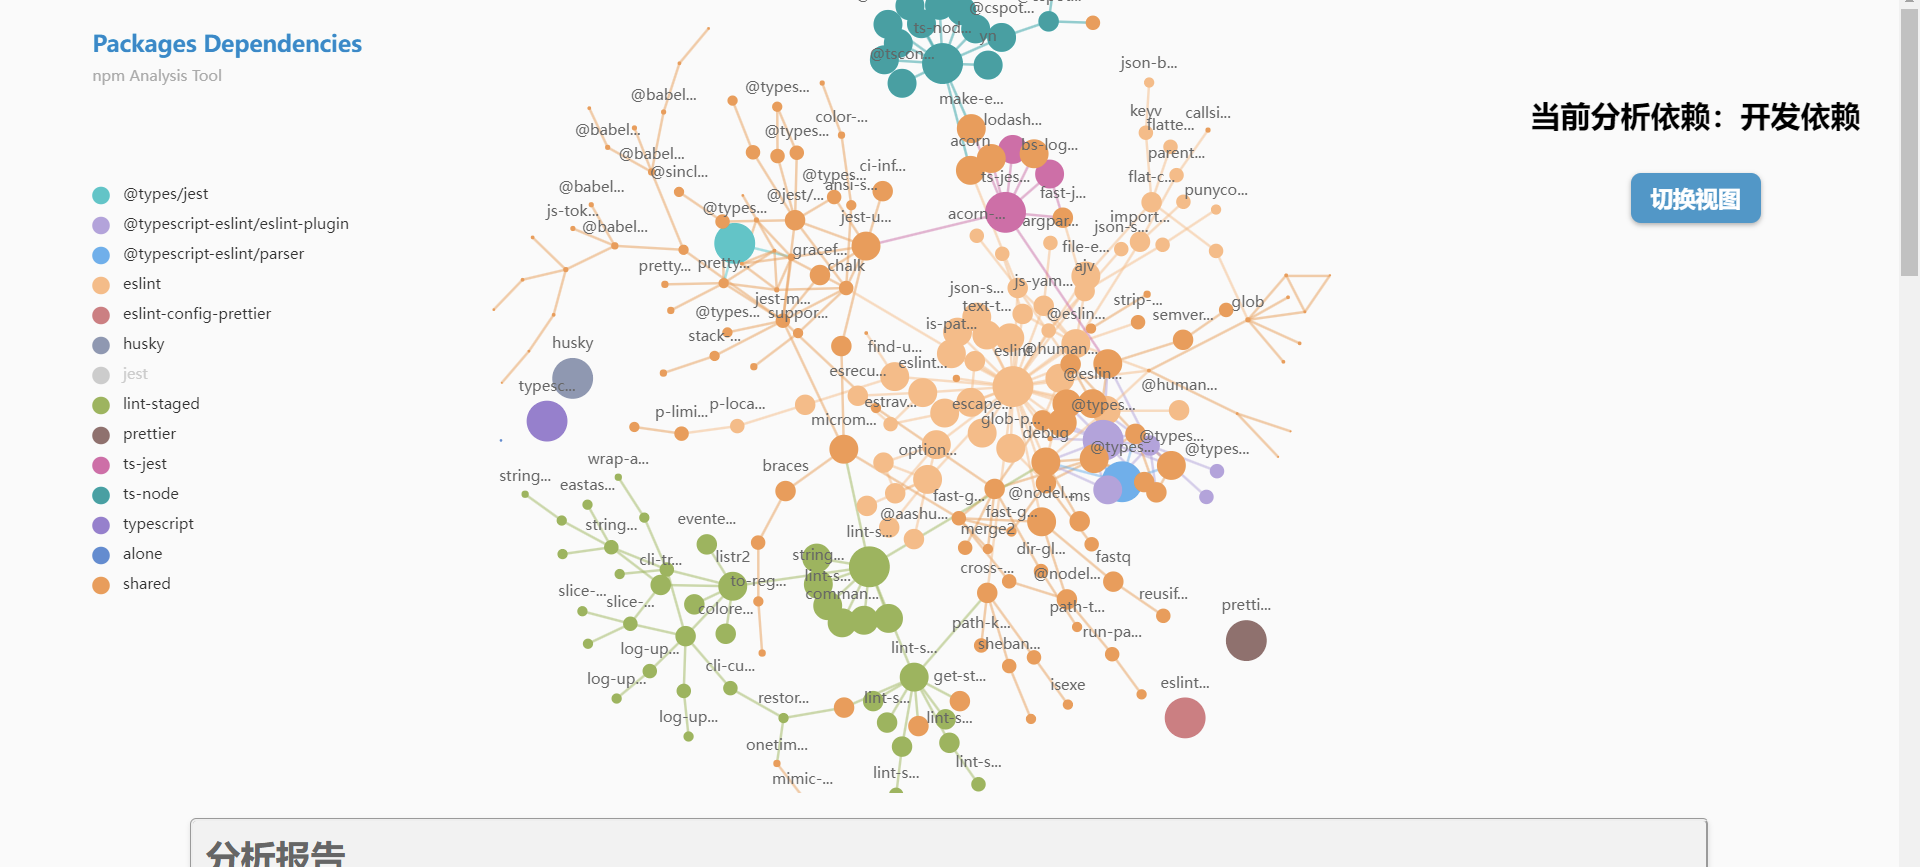 Packages Dependencies
npm Analysis Tool
当前分析依赖：开发依赖
切换视图
@types/jest
@typescript-eslint/eslint-plugin
@typescript-eslint/parser
eslint
eslint-config-prettier
husky
jest
lint-staged
prettier
ts-jest
ts-node
typescript
alone
shared
@cspot...
ts-nod...
yn
@tscon...
json-b...
@types...
@babel...
make-e...
keyv
callsi...
color-...
lodash...
flatte...
@babel...
@types...
acorn
bs-log...
@babel...
parent...
@sincl...
ci-inf...
@types...
ts-jes...
flat-c...
@babel...
ansi-s...
@jest/...
fast-j...
punyco...
js-tok...
@types...
jest-u...
acorn-...
argpar...
import...
@babel...
json-s...
gracef...
file-e...
pretty...
pretty...
chalk
ajv
js-yam...
json-s...
jest-m...
text-t...
strip-...
glob
@types...
suppor...
@eslin...
semver...
is-pat...
stack-...
husky
find-u...
eslint
@human...
eslint...
esrecu...
@eslin...
typesc...
@human...
p-limi...
p-loca...
estrav...
escape...
@types...
microm...
glob-p...
debug
@types...
option...
@types...
@types...
wrap-a...
braces
string...
eastas...
fast-g...
@nodel...
ms
@aashu...
fast-g...
evente...
string...
merge2
lint-s...
dir-gl...
string...
listr2
cli-tr...
fastq
cross-...
@nodel...
lint-s...
to-reg...
slice-...
slice-...
comman...
reusif...
colore...
path-t...
pretti...
path-k...
run-pa...
log-up...
lint-s...
sheban...
cli-cu...
log-up...
get-st...
isexe
eslint...
restor...
lint-s...
log-up...
lint-s...
onetim...
lint-s...
lint-s...
mimic-...
分析报告